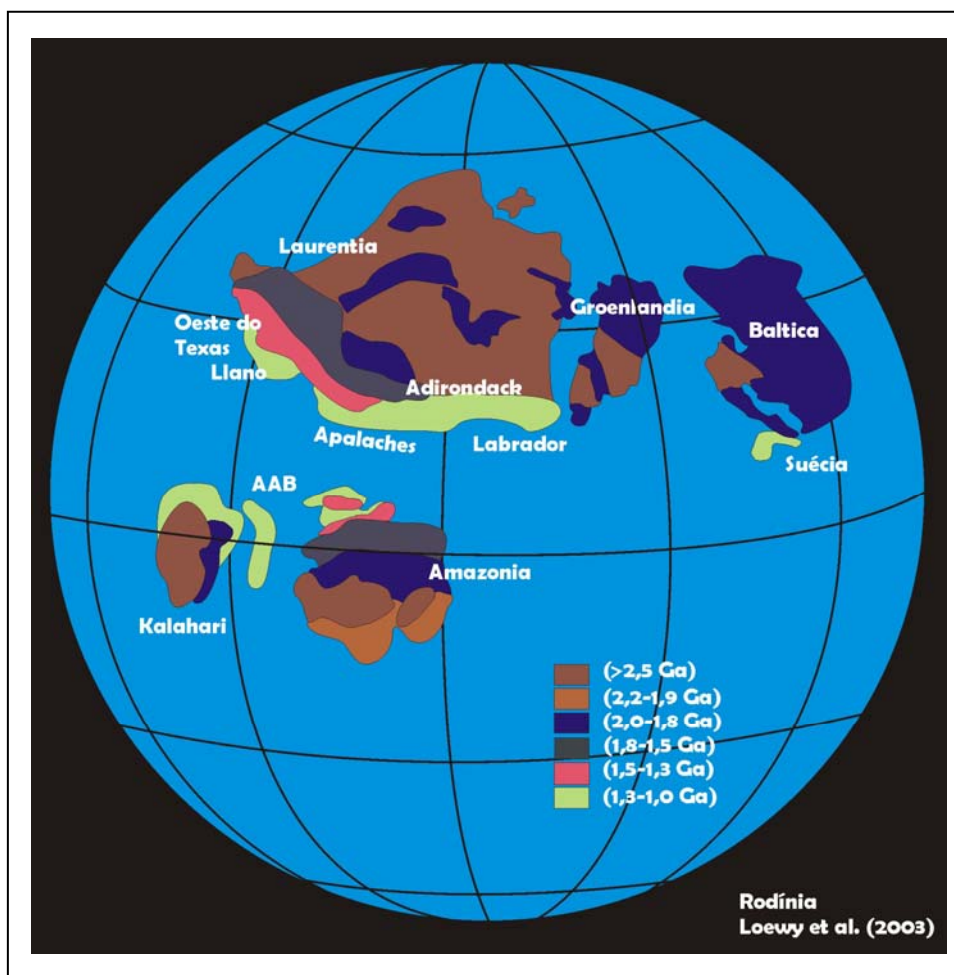 Laurentia
Groenlandia
Baltica
Oeste do
Texas
Llano
Adirondack
Apalaches
Labrador
Suécia
AAB
Amazonia
Kalahari
(>2,5 Ga)
(2,2-1,9 Ga)
(2,0-1,8 Ga)
(1,8-1,5 Ga)
(1,5-1,3 Ga)
(1,3-1,0 Ga)
Rodínia
Loewy et al. (2003)